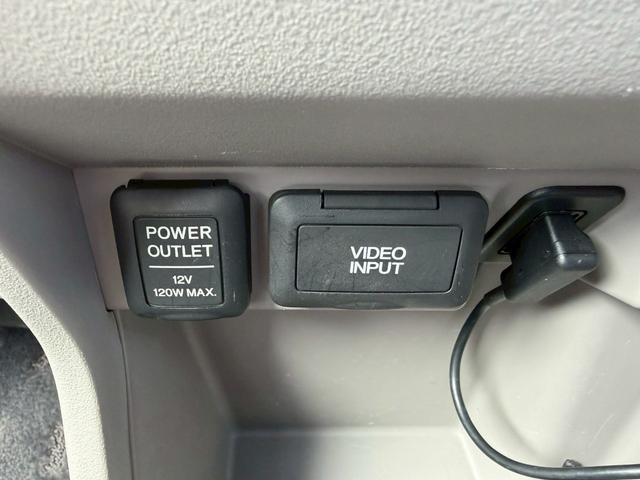 POWER
OUTLET
12V
120W MAX.
VIDEO
INPUT